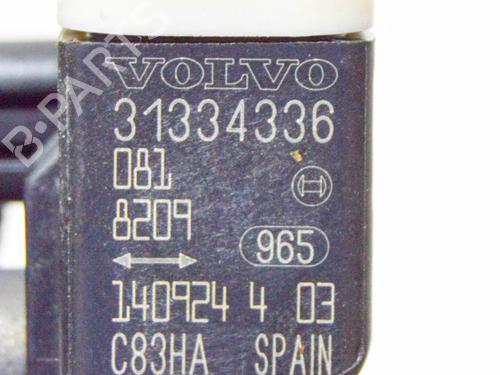 VOLVO
31334336
081
8209
965
140924 4 03
C83HA SPAIN
B-PARTS